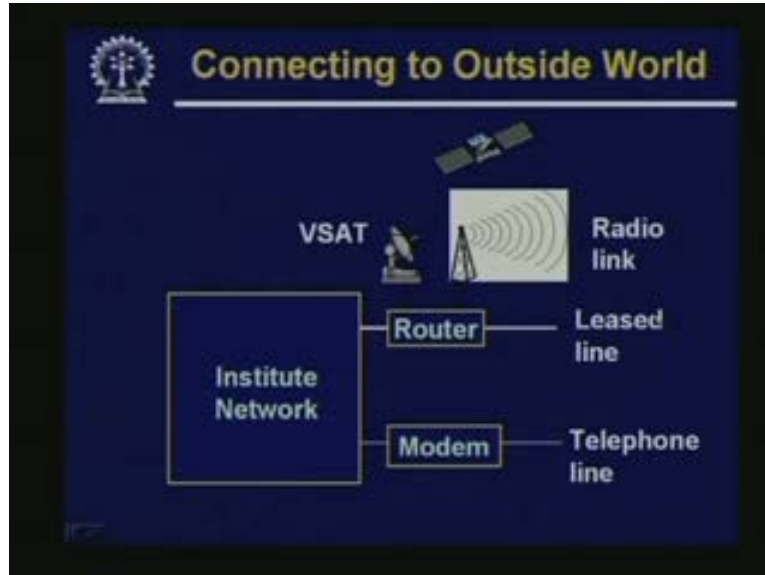 Connecting to Outside World
VSAT
Radio
link
Router
Leased
line
Institute
Network
Modem
Telephone
line